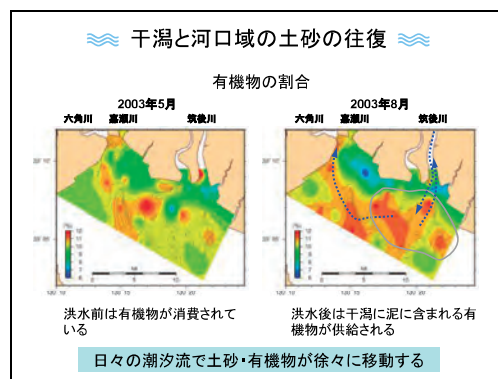 干潟と河口域の土砂の往復
有機物の割合
2003年5月
六角川 嘉瀬川 筑後川
2003年8月
六角川 嘉瀬川 筑後川
洪水前は有機物が消費されて
いる
洪水後は干潟に泥に含まれる有
機物が供給される
日々の潮汐流で土砂・有機物が徐々に移動する